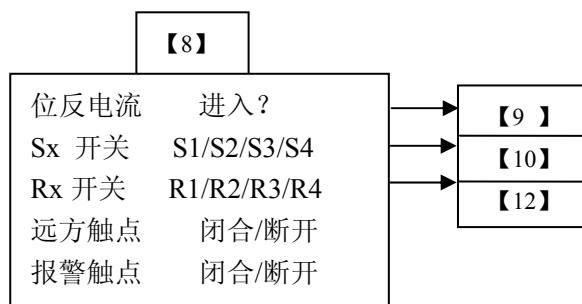 【8】
位反电流 进入？
Sx 开关 S1/S2/S3/S4
Rx 开关 R1/R2/R3/R4
远方触点 闭合/断开
报警触点 闭合/断开
【9 】
【10】
【12】